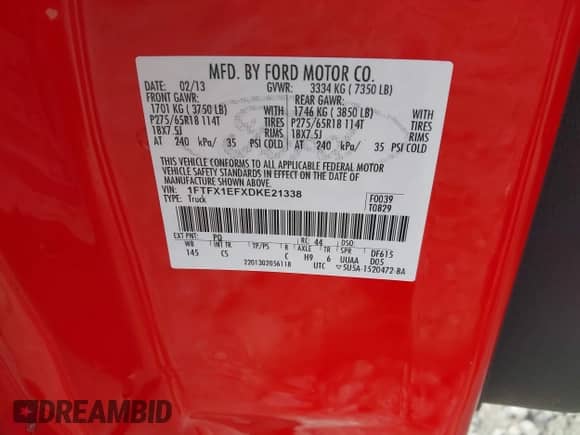 MFD. BY FORD MOTOR CO.
DATE: 02/13 GVWR: 3334 KG ( 7350 LB)
FRONT GAWR: REAR GAWR:
1701 KG ( 3750 LB) WITH 1746 KG ( 3850 LB) WITH
P275/65R18 114T TIRES P275/65R18 114T TIRES
18X7.5J RIMS 18X7.5J RIMS
AT 240 kPa/ 35 PSI COLD AT 240 kPa/ 35 PSI COLD
THIS VEHICLE CONFORMS TO ALL APPLICABLE FEDERAL MOTOR
VEHICLE SAFETY STANDARDS IN EFFECT ON THE DATE OF
MANUFACTURE SHOWN ABOVE.
VIN: 1FTFX1EFXDKE21338 F0039
TYPE: Truck T0829
EXT PNT: PQ RC: 44 DSO:
WB INT TR TP/PS R AXLE TR SPR DF615
145 CS C H9 6 UUAA D05
2201302056118 UTC ▽5U5A-1520472-BA
DREAMBID